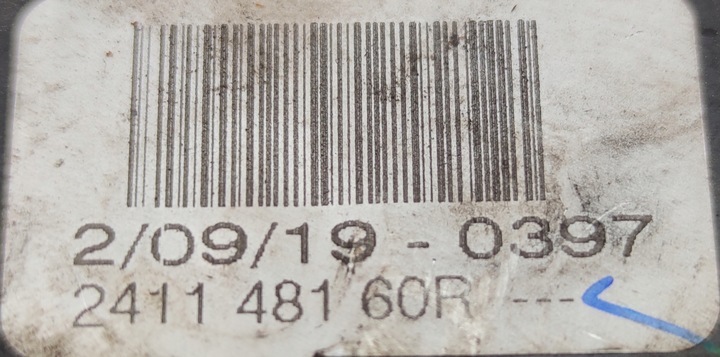 2/09/19 - 0397
2411 481 60R ---